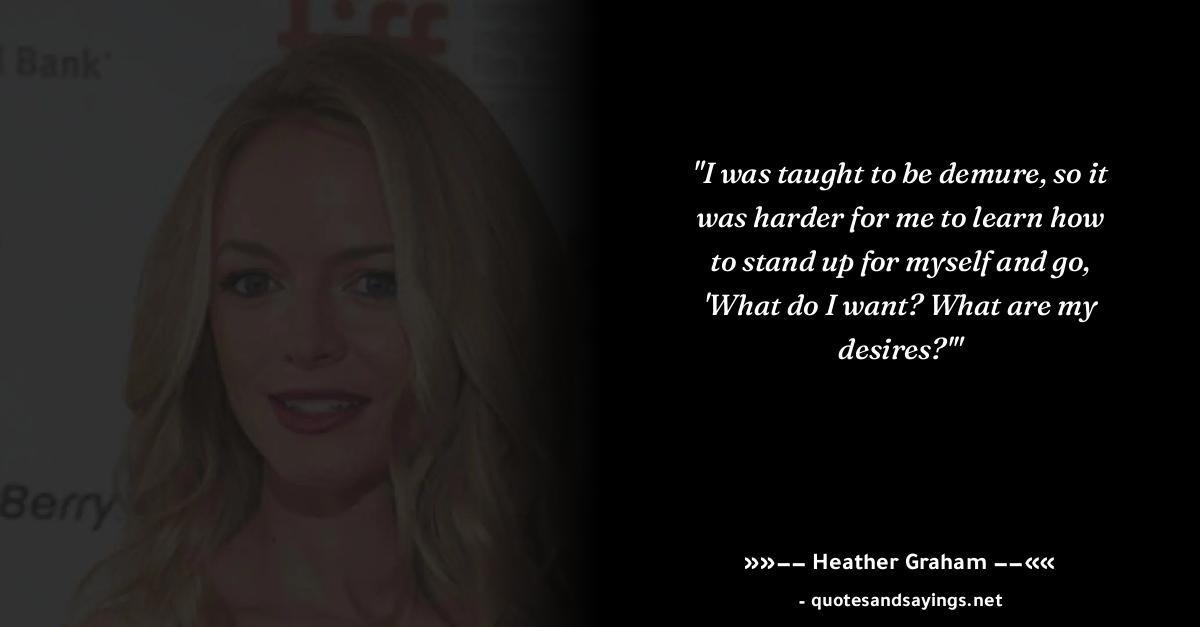 tiff
Bank
Berry
"I was taught to be demure, so it
was harder for me to learn how
to stand up for myself and go,
'What do I want? What are my
desires?'"
»»–– Heather Graham ––««
- quotesandsayings.net